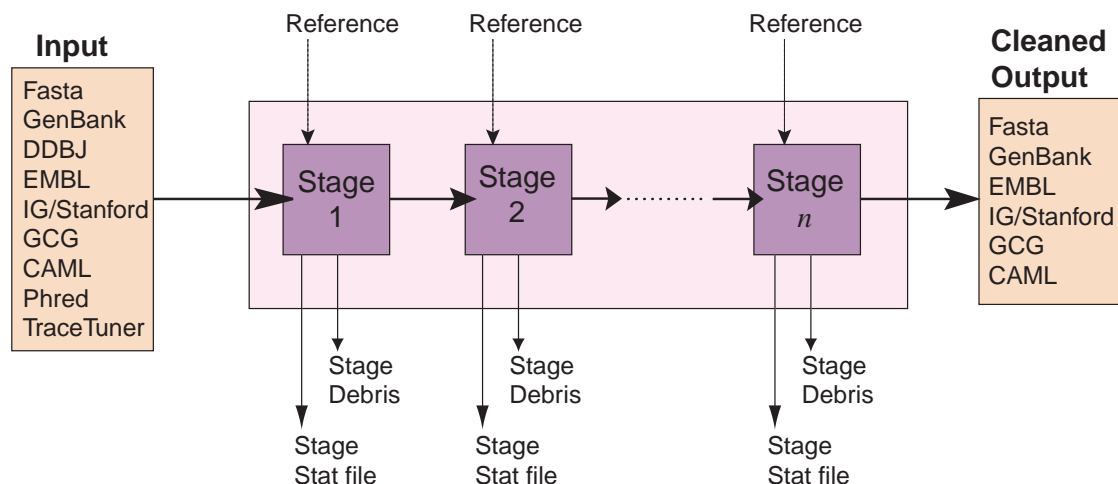 Reference
Reference
Reference
Input
Cleaned
Output
Fasta
GenBank
DDBJ
EMBL
IG/Stanford
GCG
CAML
Phred
TraceTuner
Stage
1
Stage
2
Stage
n
Fasta
GenBank
EMBL
IG/Stanford
GCG
CAML
Stage
Debris
Stage
Debris
Stage
Debris
Stage
Stat file
Stage
Stat file
Stage
Stat file